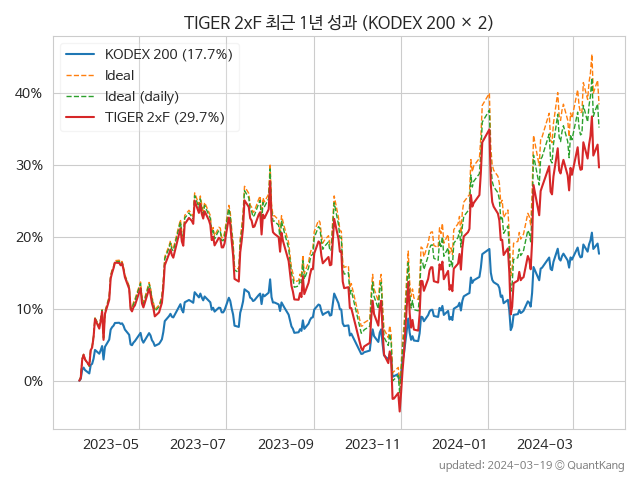 TIGER 2xF 최근 1년 성과 (KODEX 200 × 2)
KODEX 200 (17.7%)
Ideal
Ideal (daily)
TIGER 2xF (29.7%)
40%
30%
20%
10%
0%
2023-05 2023-07 2023-09 2023-11 2024-01 2024-03
updated: 2024-03-19 ⓒ QuantKang